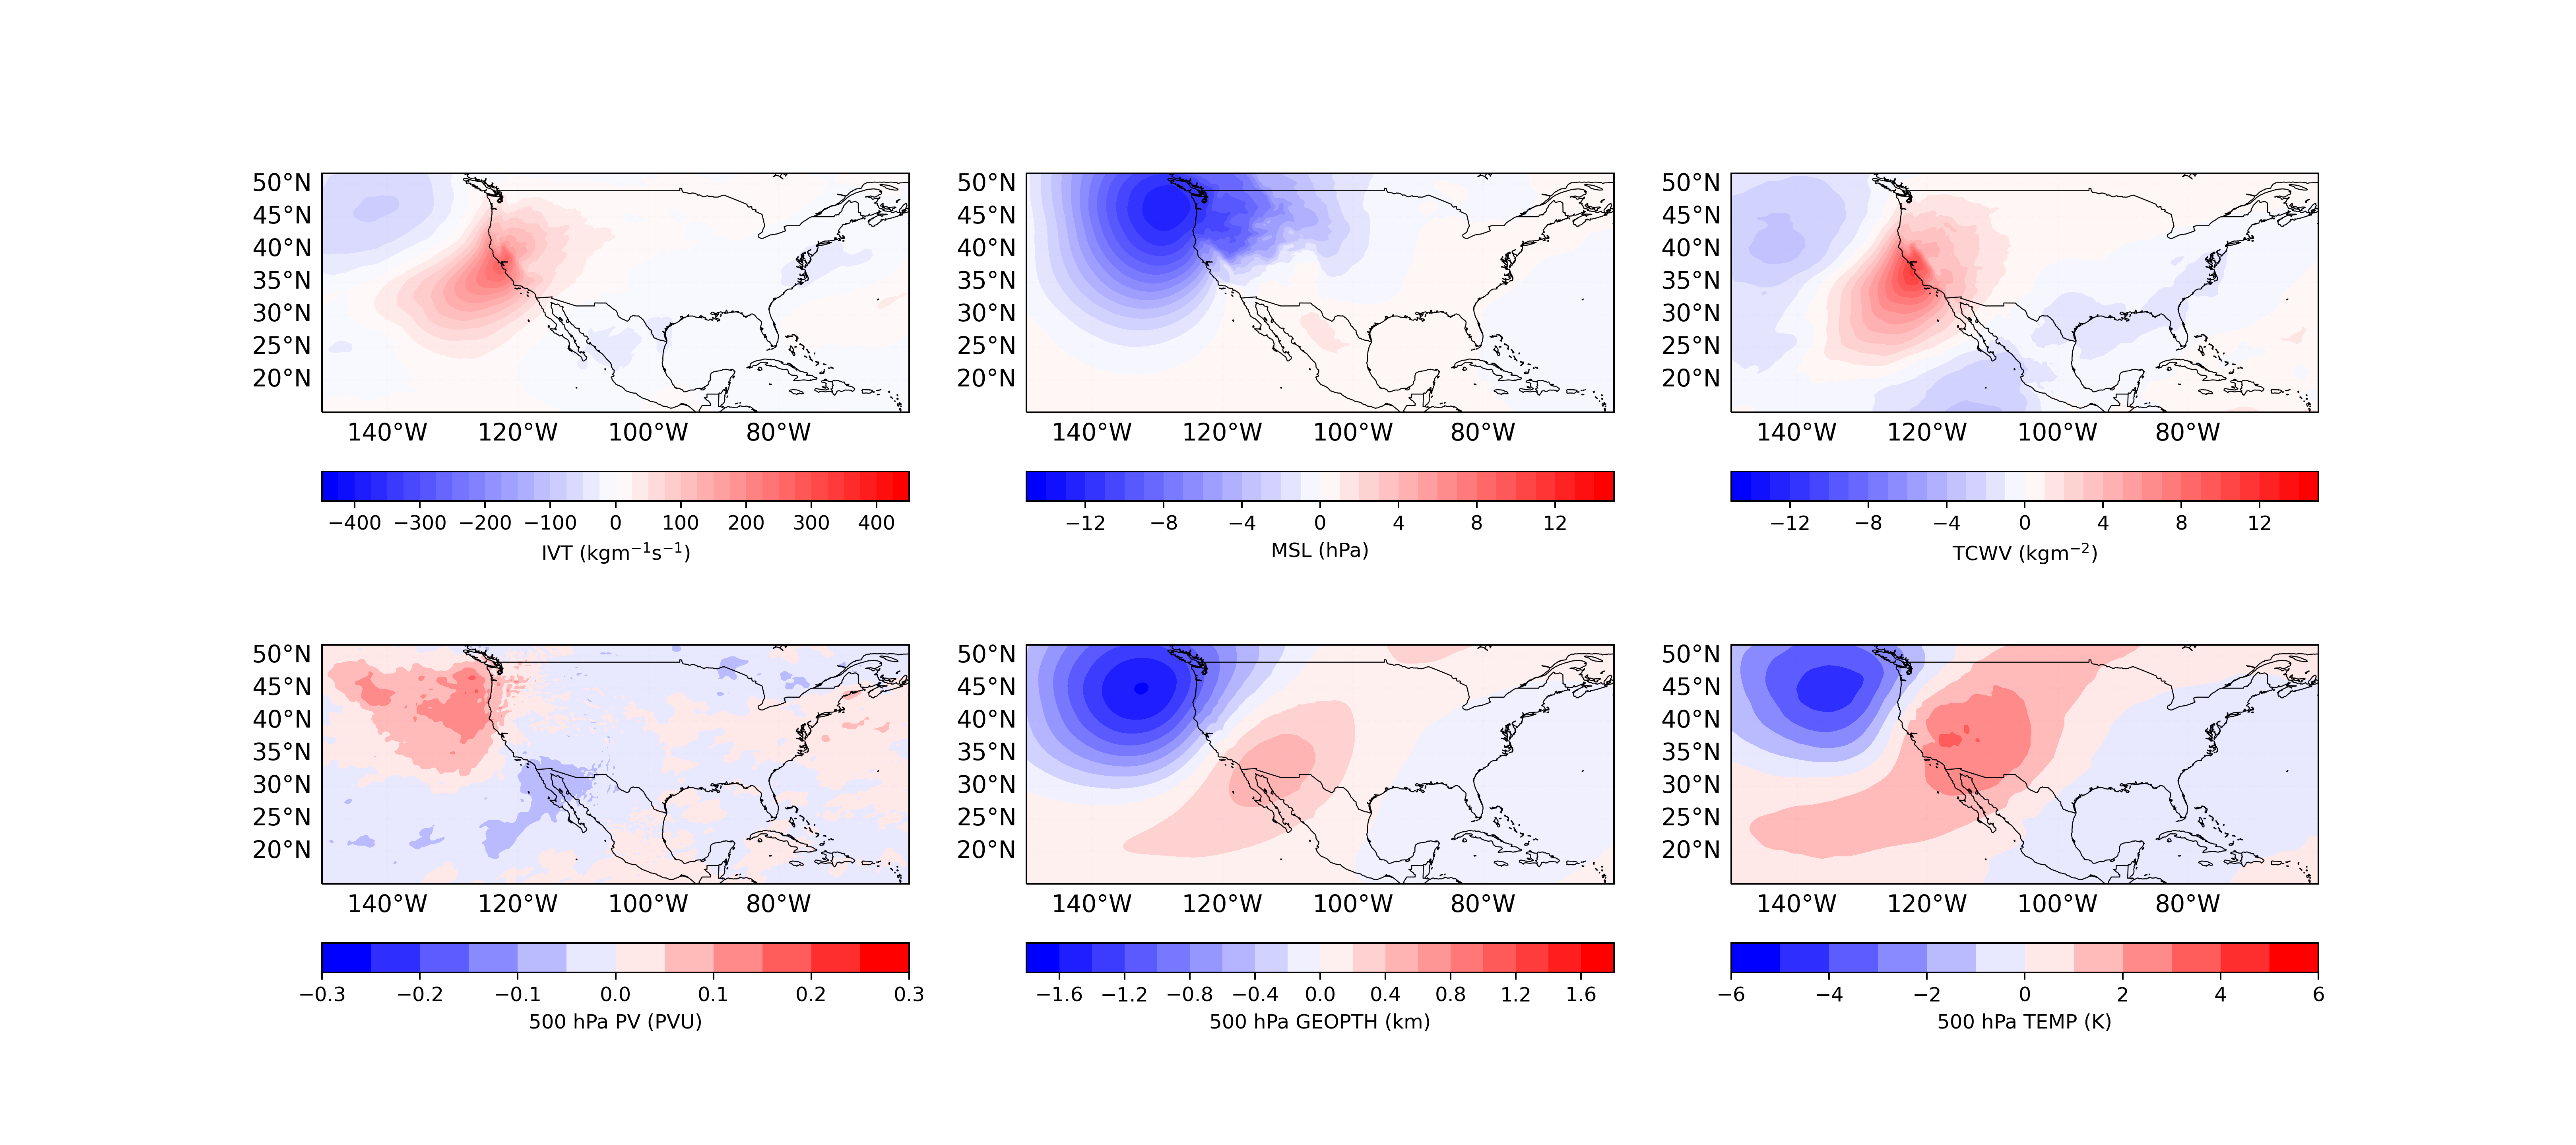 50°N 50°N 50°N
45°N 45°N 45°N
40°N 40°N 40°N
35°N 35°N 35°N
30°N 30°N 30°N
25°N 25°N 25°N
20°N 20°N 20°N
140°W 120°W 100°W 80°W 140°W 120°W 100°W 80°W 140°W 120°W 100°W 80°W
−400 −300 −200 −100 0 100 200 300 400 −12 −8 −4 0 4 8 12 −12 −8 −4 0 4 8 12
IVT (kgm⁻¹s⁻¹) MSL (hPa) TCWV (kgm⁻²)
50°N 50°N 50°N
45°N 45°N 45°N
40°N 40°N 40°N
35°N 35°N 35°N
30°N 30°N 30°N
25°N 25°N 25°N
20°N 20°N 20°N
140°W 120°W 100°W 80°W 140°W 120°W 100°W 80°W 140°W 120°W 100°W 80°W
−0.3 −0.2 −0.1 0.0 0.1 0.2 0.3 −1.6 −1.2 −0.8 −0.4 0.0 0.4 0.8 1.2 1.6 −6 −4 −2 0 2 4 6
500 hPa PV (PVU) 500 hPa GEOPTH (km) 500 hPa TEMP (K)